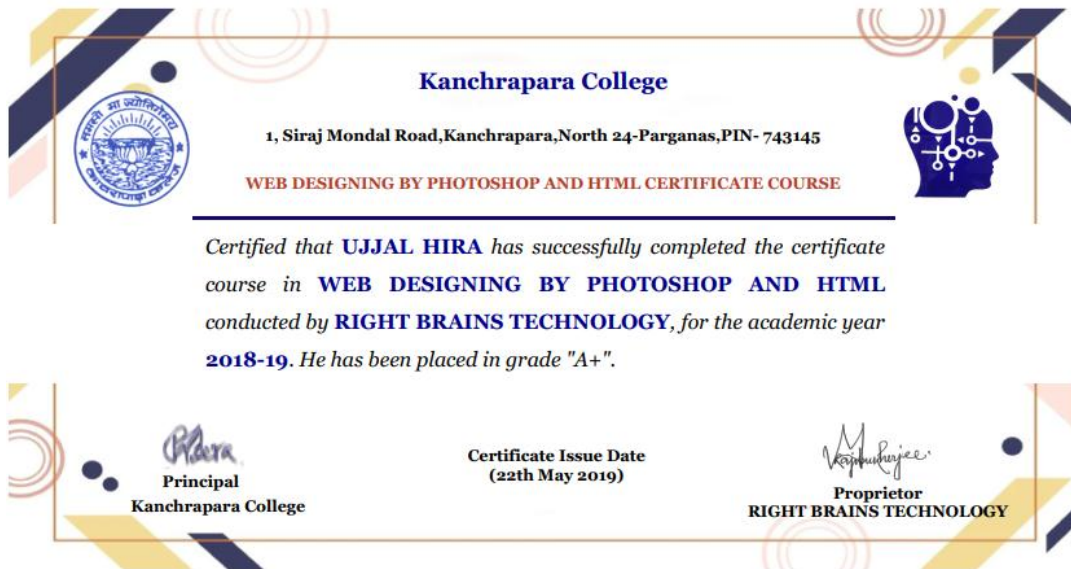 Kanchrapara College
1, Siraj Mondal Road,Kanchrapara,North 24-Parganas,PIN- 743145
WEB DESIGNING BY PHOTOSHOP AND HTML CERTIFICATE COURSE
Certified that UJJAL HIRA has successfully completed the certificate
course in WEB DESIGNING BY PHOTOSHOP AND HTML
conducted by RIGHT BRAINS TECHNOLOGY, for the academic year
2018-19. He has been placed in grade "A+".
Certificate Issue Date
(22th May 2019)
Principal
Kanchrapara College
Proprietor
RIGHT BRAINS TECHNOLOGY